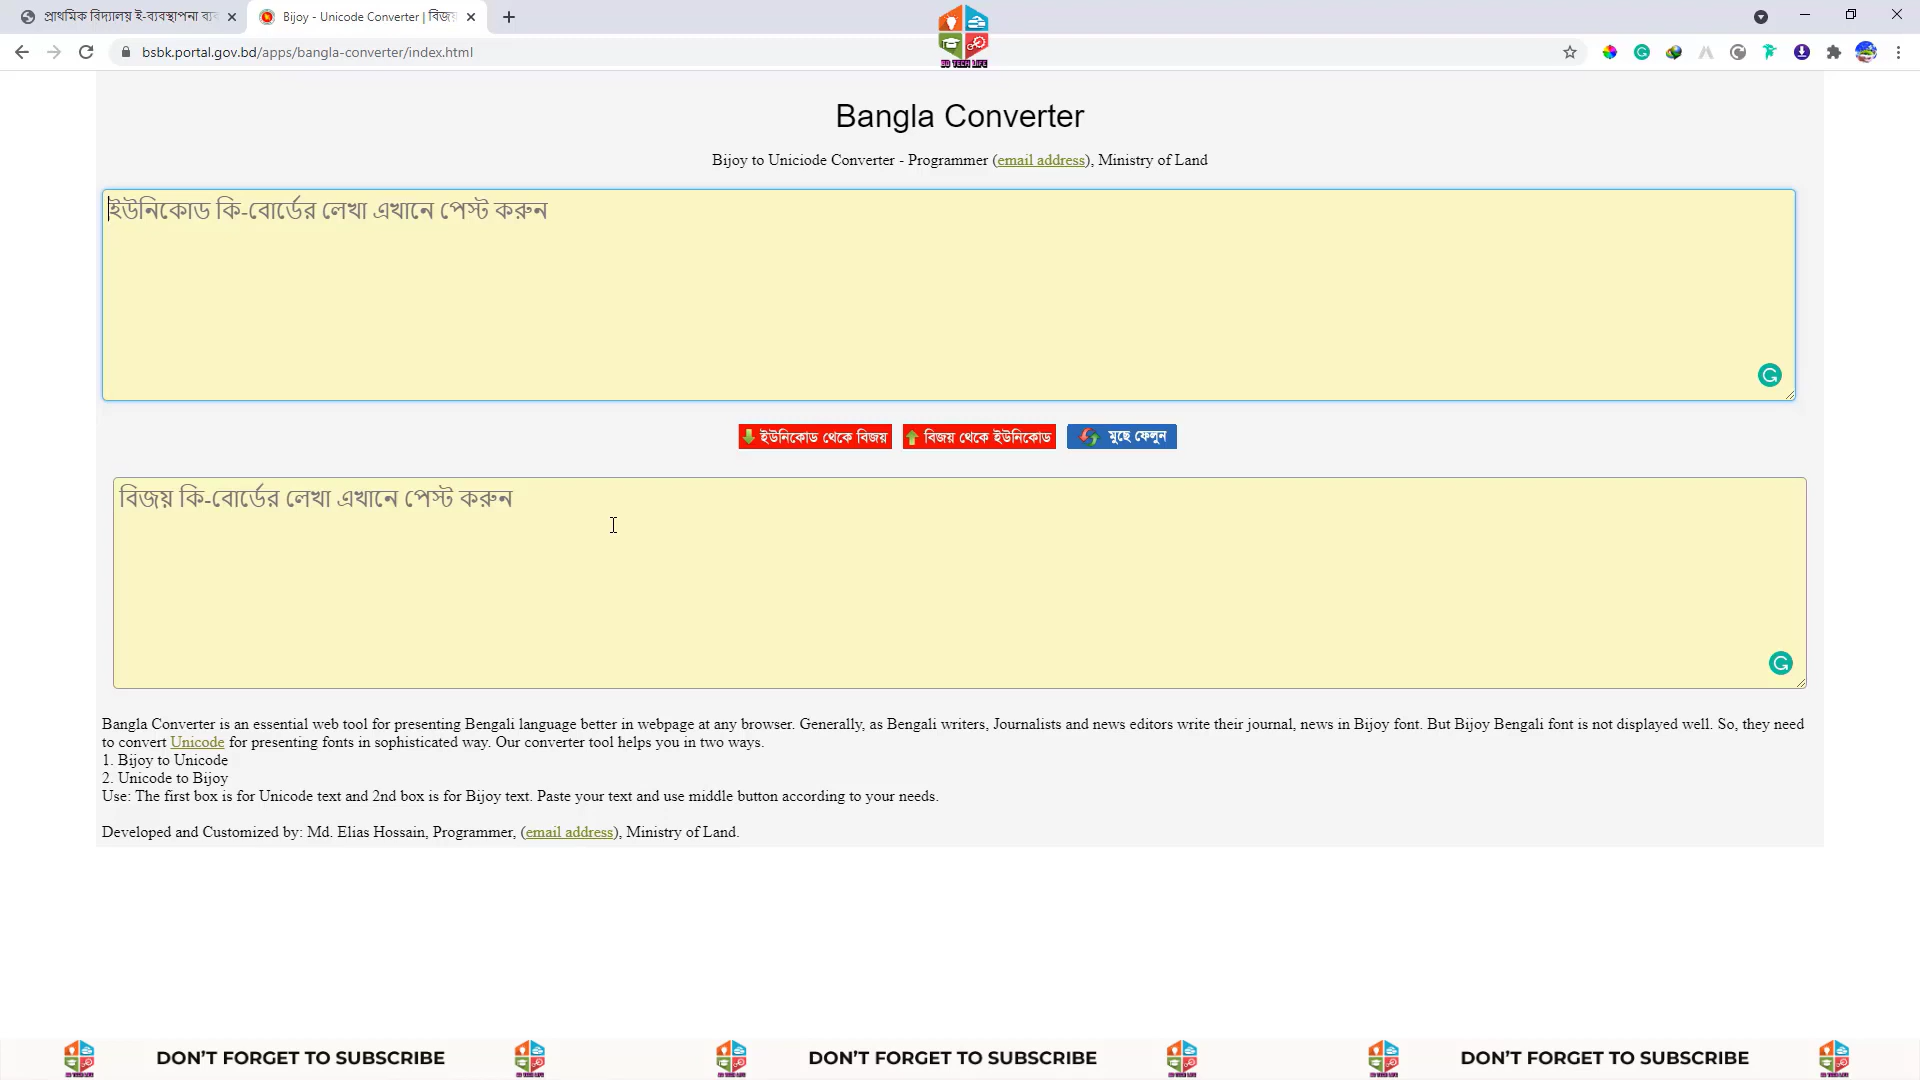 প্রাথমিক বিদ্যালয় ই-ব্যবস্থাপনা ব্যব
Bijoy - Unicode Converter | বিজয়
bsbk.portal.gov.bd/apps/bangla-converter/index.html
BD TECH LIFE
Bangla Converter
Bijoy to Uniciode Converter - Programmer (email address), Ministry of Land
ইউনিকোড কি-বোর্ডের লেখা এখানে পেস্ট করুন
ইউনিকোড থেকে বিজয়
বিজয় থেকে ইউনিকোড
মুছে ফেলুন
বিজয় কি-বোর্ডের লেখা এখানে পেস্ট করুন
Bangla Converter is an essential web tool for presenting Bengali language better in webpage at any browser. Generally, as Bengali writers, Journalists and news editors write their journal, news in Bijoy font. But Bijoy Bengali font is not displayed well. So, they need
to convert Unicode for presenting fonts in sophisticated way. Our converter tool helps you in two ways.
1. Bijoy to Unicode
2. Unicode to Bijoy
Use: The first box is for Unicode text and 2nd box is for Bijoy text. Paste your text and use middle button according to your needs.
Developed and Customized by: Md. Elias Hossain, Programmer, (email address), Ministry of Land.
DON'T FORGET TO SUBSCRIBE
DON'T FORGET TO SUBSCRIBE
DON'T FORGET TO SUBSCRIBE